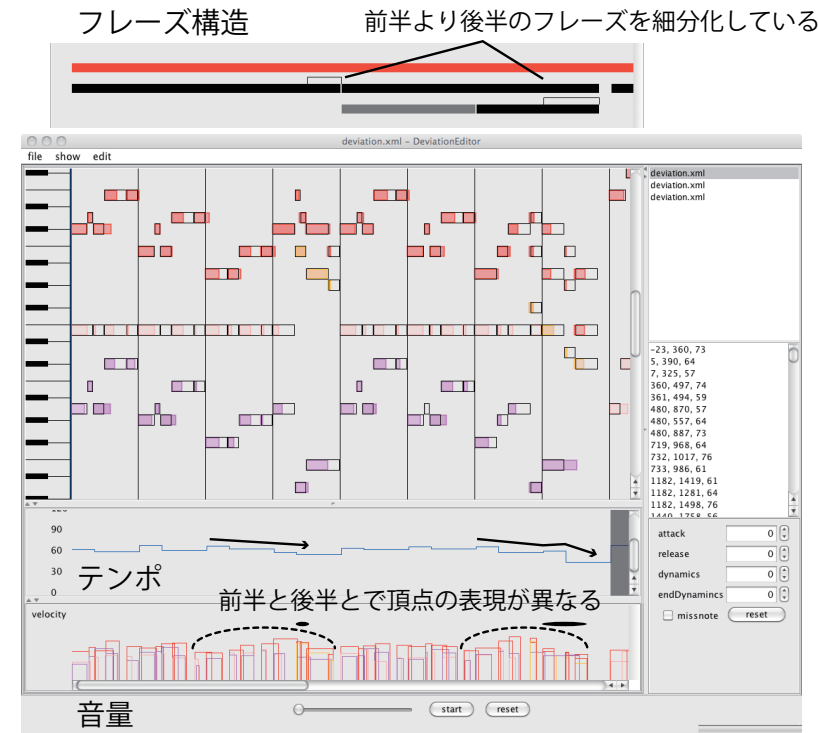 フレーズ構造
前半より後半のフレーズを細分化している
deviation.xml – DeviationEditor
file show edit
deviation.xml
deviation.xml
deviation.xml
-23, 360, 73
5, 390, 64
7, 325, 57
360, 497, 74
361, 494, 59
480, 870, 57
480, 557, 64
480, 887, 73
719, 968, 64
732, 1017, 76
733, 986, 61
1182, 1419, 61
1182, 1281, 64
1182, 1498, 76
1440, 1758, 56
120
90
60
30
0
テンポ
attack 0
release 0
dynamics 0
endDynamincs 0
missnote reset
前半と後半とで頂点の表現が異なる
velocity
音量
start reset